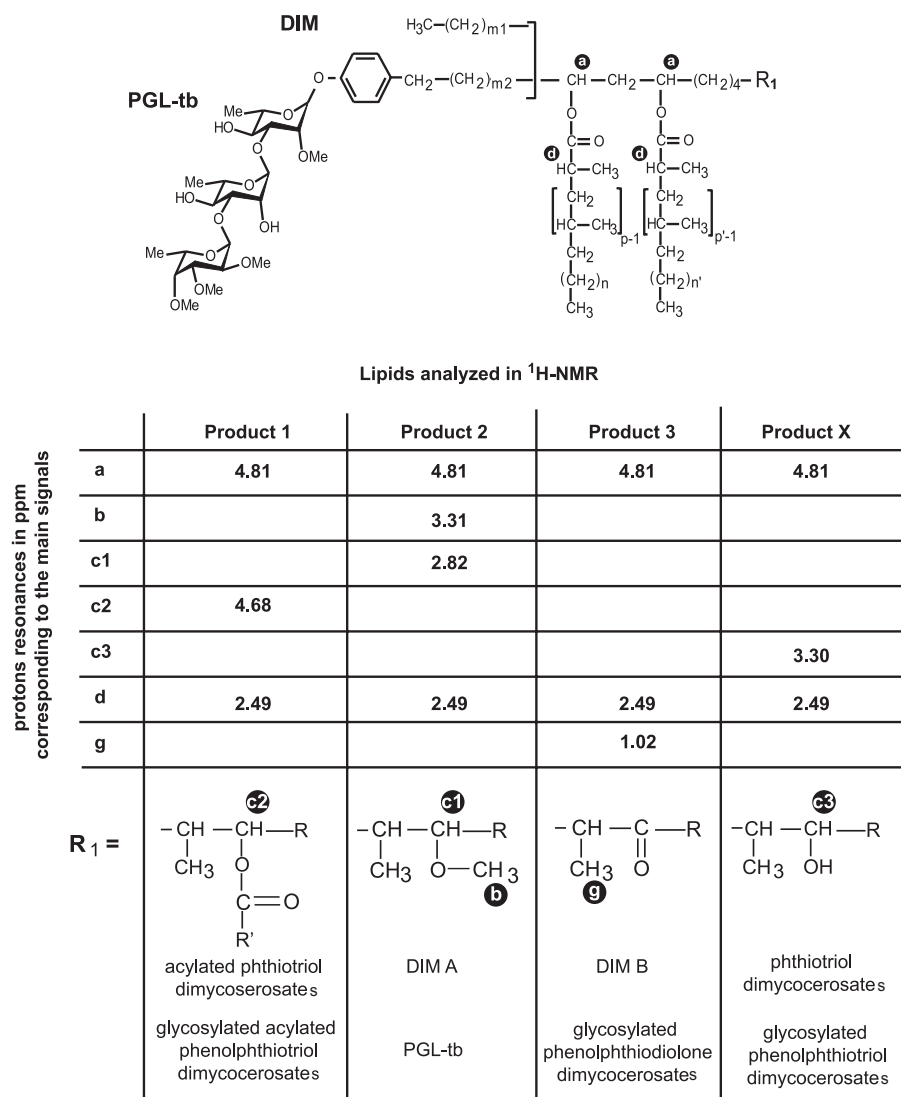 DIM
H₃C—(CH₂)m1
PGL-tb
O
CH₂—(CH₂)m2
CH—CH₂—CH—(CH₂)₄—R₁
a
a
O
O
C=O
C=O
d
d
HC—CH₃
HC—CH₃
CH₂
CH₂
HC—CH₃
p-1
HC—CH₃
p'-1
CH₂
CH₂
(CH₂)n
(CH₂)n'
CH₃
CH₃
Me
O
HO
O
OMe
Me
O
O
HO
O
OH
Me
O
O
OMe
OMe
OMe
Lipids analyzed in ¹H-NMR
Product 1 Product 2 Product 3 Product X
protons resonances in ppm
corresponding to the main signals
a 4.81 4.81 4.81 4.81
b 3.31
c1 2.82
c2 4.68
c3 3.30
d 2.49 2.49 2.49 2.49
g 1.02
R₁ =
c2
–CH—CH—R
CH₃ O
C=O
R'
c1
–CH—CH—R
CH₃ O—CH₃
b
–CH—C—R
CH₃ O
g
c3
–CH—CH—R
CH₃ OH
acylated phthiotriol
dimycoserosates
DIM A
DIM B
phthiotriol
dimycocerosates
glycosylated acylated
phenolphthiotriol
dimycocerosates
PGL-tb
glycosylated
phenolphthiodiolone
dimycocerosates
glycosylated
phenolphthiotriol
dimycocerosates